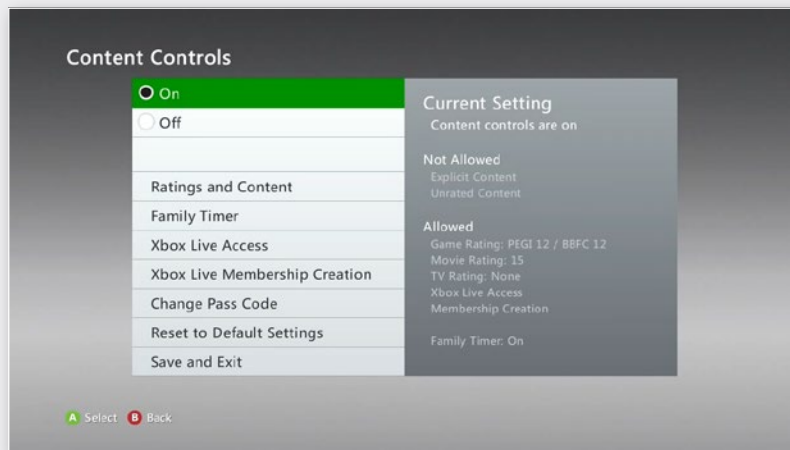 Content Controls
On
Off
Ratings and Content
Family Timer
Xbox Live Access
Xbox Live Membership Creation
Change Pass Code
Reset to Default Settings
Save and Exit
Current Setting
Content controls are on
Not Allowed
Explicit Content
Unrated Content
Allowed
Game Rating: PEGI 12 / BBFC 12
Movie Rating: 15
TV Rating: None
Xbox Live Access
Membership Creation
Family Timer: On
A Select B Back